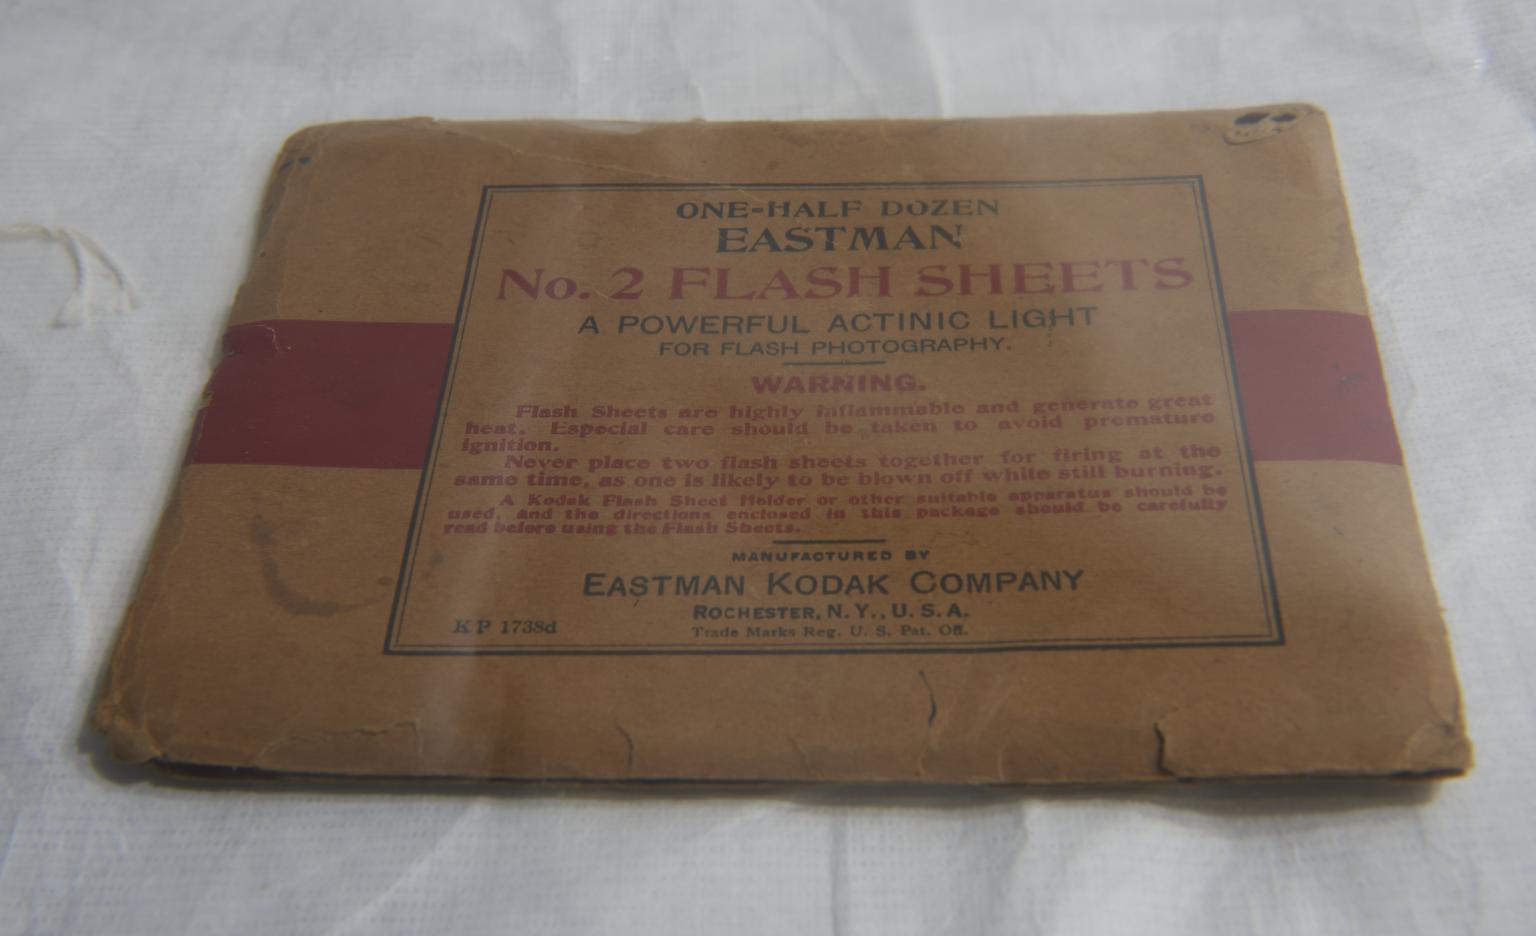 ONE-HALF DOZEN
EASTMAN
No. 2 FLASH SHEETS
A POWERFUL ACTINIC LIGHT
FOR FLASH PHOTOGRAPHY.
WARNING.
Flash Sheets are highly inflammable and generate great
heat. Especial care should be taken to avoid premature
ignition.
Never place two flash sheets together for firing at the
same time, as one is likely to be blown off while still burning.
A Kodak Flash Sheet Holder or other suitable apparatus should be
used, and the directions enclosed in this package should be carefully
read before using the Flash Sheets.
MANUFACTURED BY
EASTMAN KODAK COMPANY
ROCHESTER, N. Y., U. S. A.
KP 1738d
Trade Marks Reg. U. S. Pat. Off.